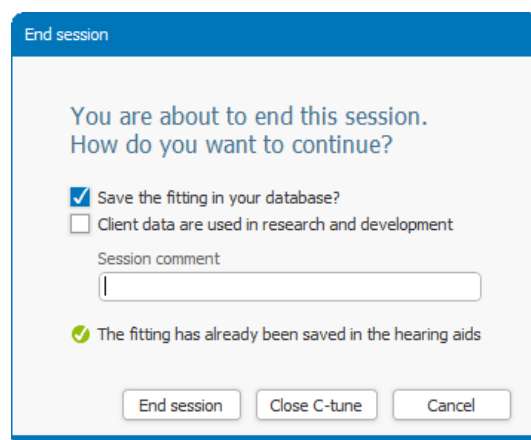 End session
You are about to end this session.
How do you want to continue?
Save the fitting in your database?
Client data are used in research and development
Session comment
The fitting has already been saved in the hearing aids
End session
Close C-tune
Cancel